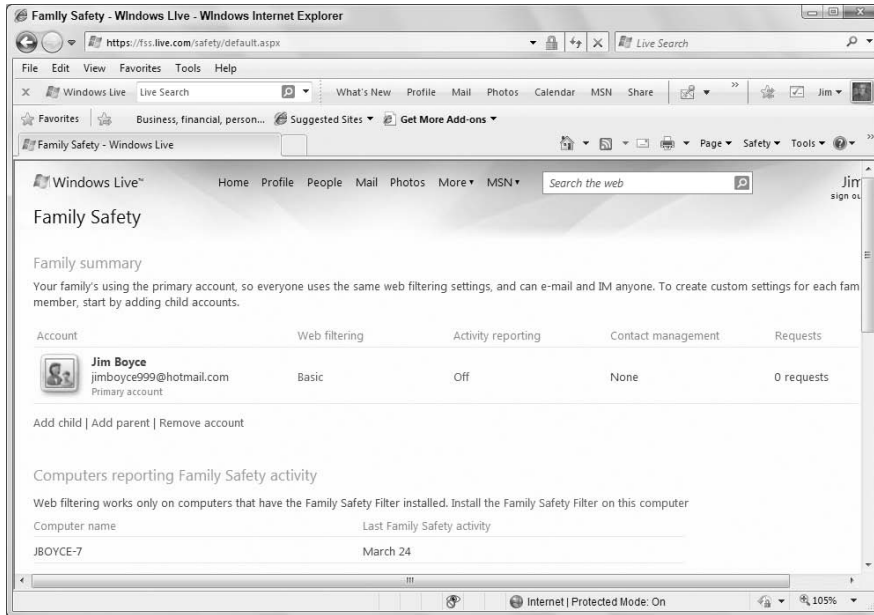 Family Safety - Windows Live - Windows Internet Explorer
https://fss.live.com/safety/default.aspx
Live Search
File Edit View Favorites Tools Help
Windows Live Live Search What's New Profile Mail Photos Calendar MSN Share » Jim
Favorites Business, financial, person... Suggested Sites Get More Add-ons
Family Safety - Windows Live Page Safety Tools »
Windows Live™ Home Profile People Mail Photos More MSN Search the web Jim
sign ou
Family Safety
Family summary
Your family's using the primary account, so everyone uses the same web filtering settings, and can e-mail and IM anyone. To create custom settings for each fam
member, start by adding child accounts.
Account Web filtering Activity reporting Contact management Requests
Jim Boyce
jimboyce999@hotmail.com Basic Off None 0 requests
Primary account
Add child | Add parent | Remove account
Computers reporting Family Safety activity
Web filtering works only on computers that have the Family Safety Filter installed. Install the Family Safety Filter on this computer
Computer name Last Family Safety activity
JBOYCE-7 March 24
Internet | Protected Mode: On 105%